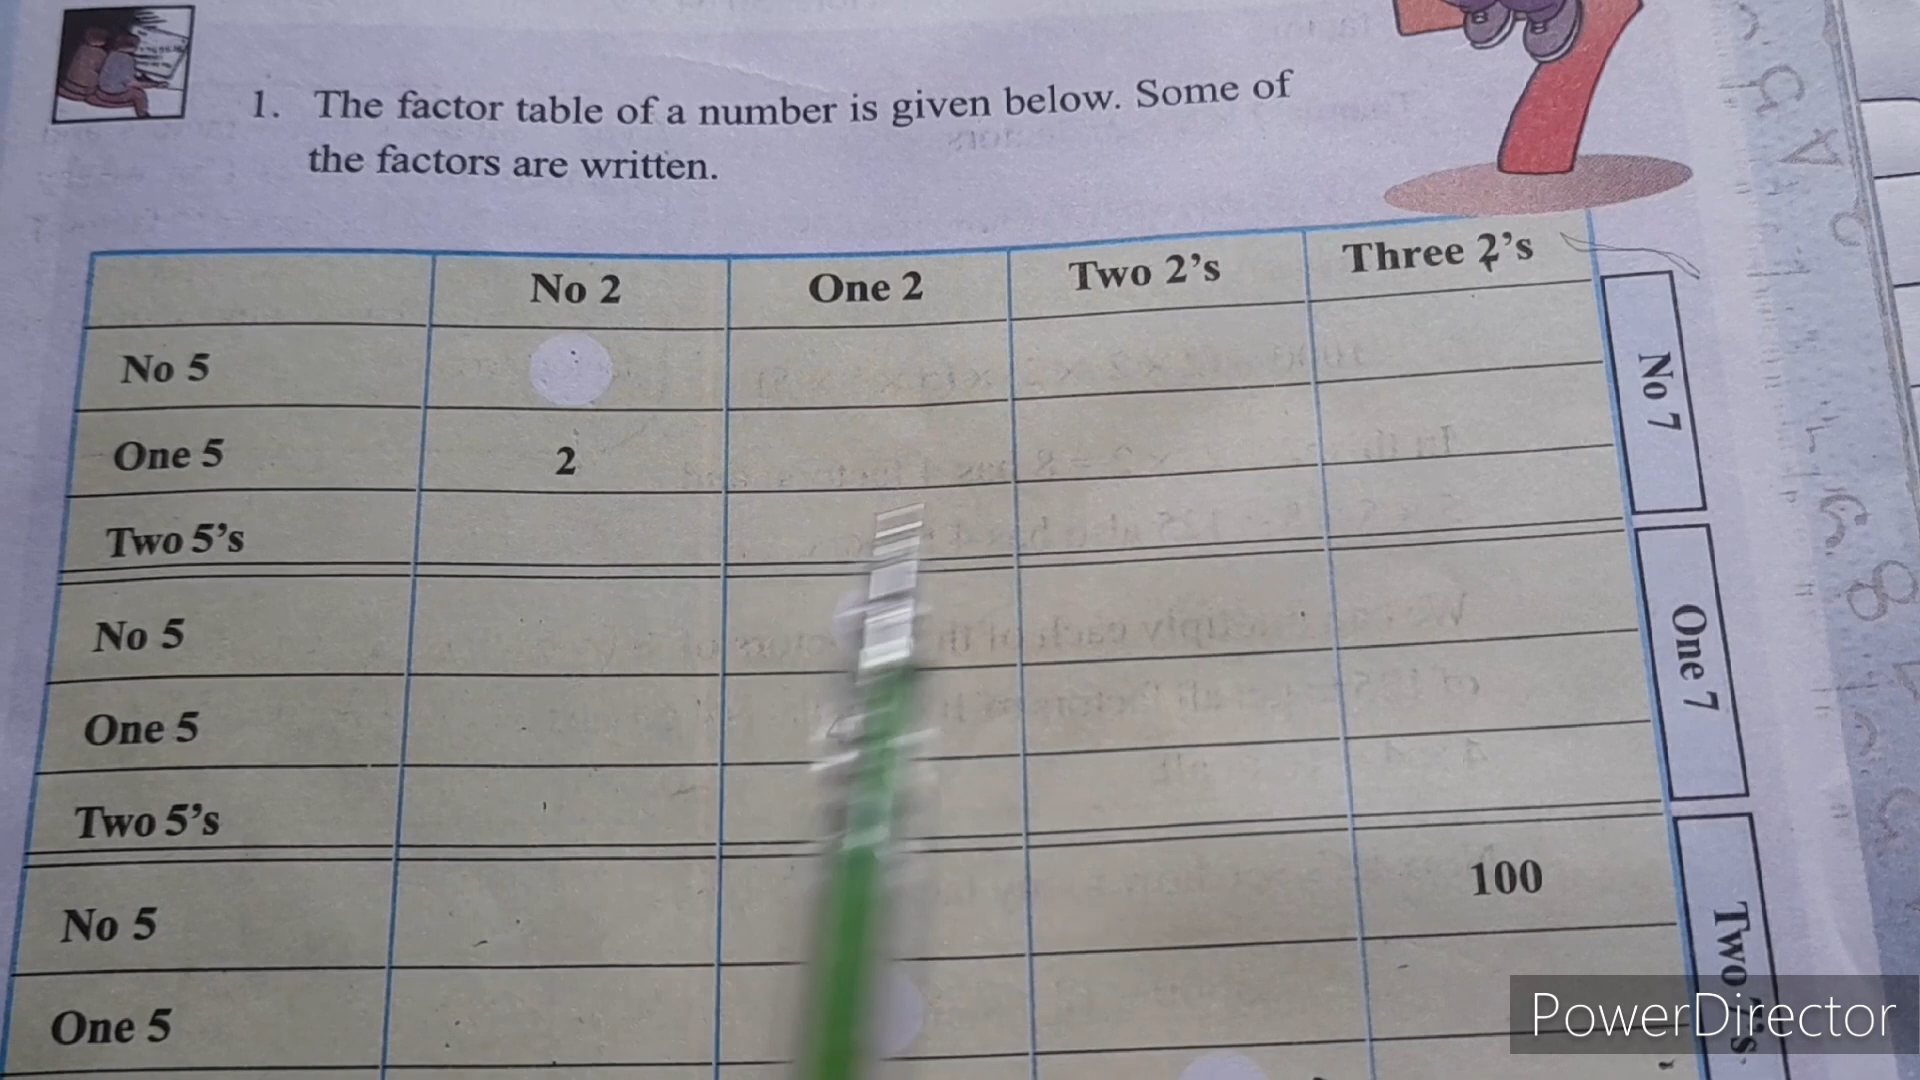 1. The factor table of a number is given below. Some of
the factors are written.
No 2 One 2 Two 2's Three 2's
No 5
One 5 2
Two 5's
No 7
No 5
One 5
Two 5's
One 7
No 5 100
One 5
Two
PowerDirector